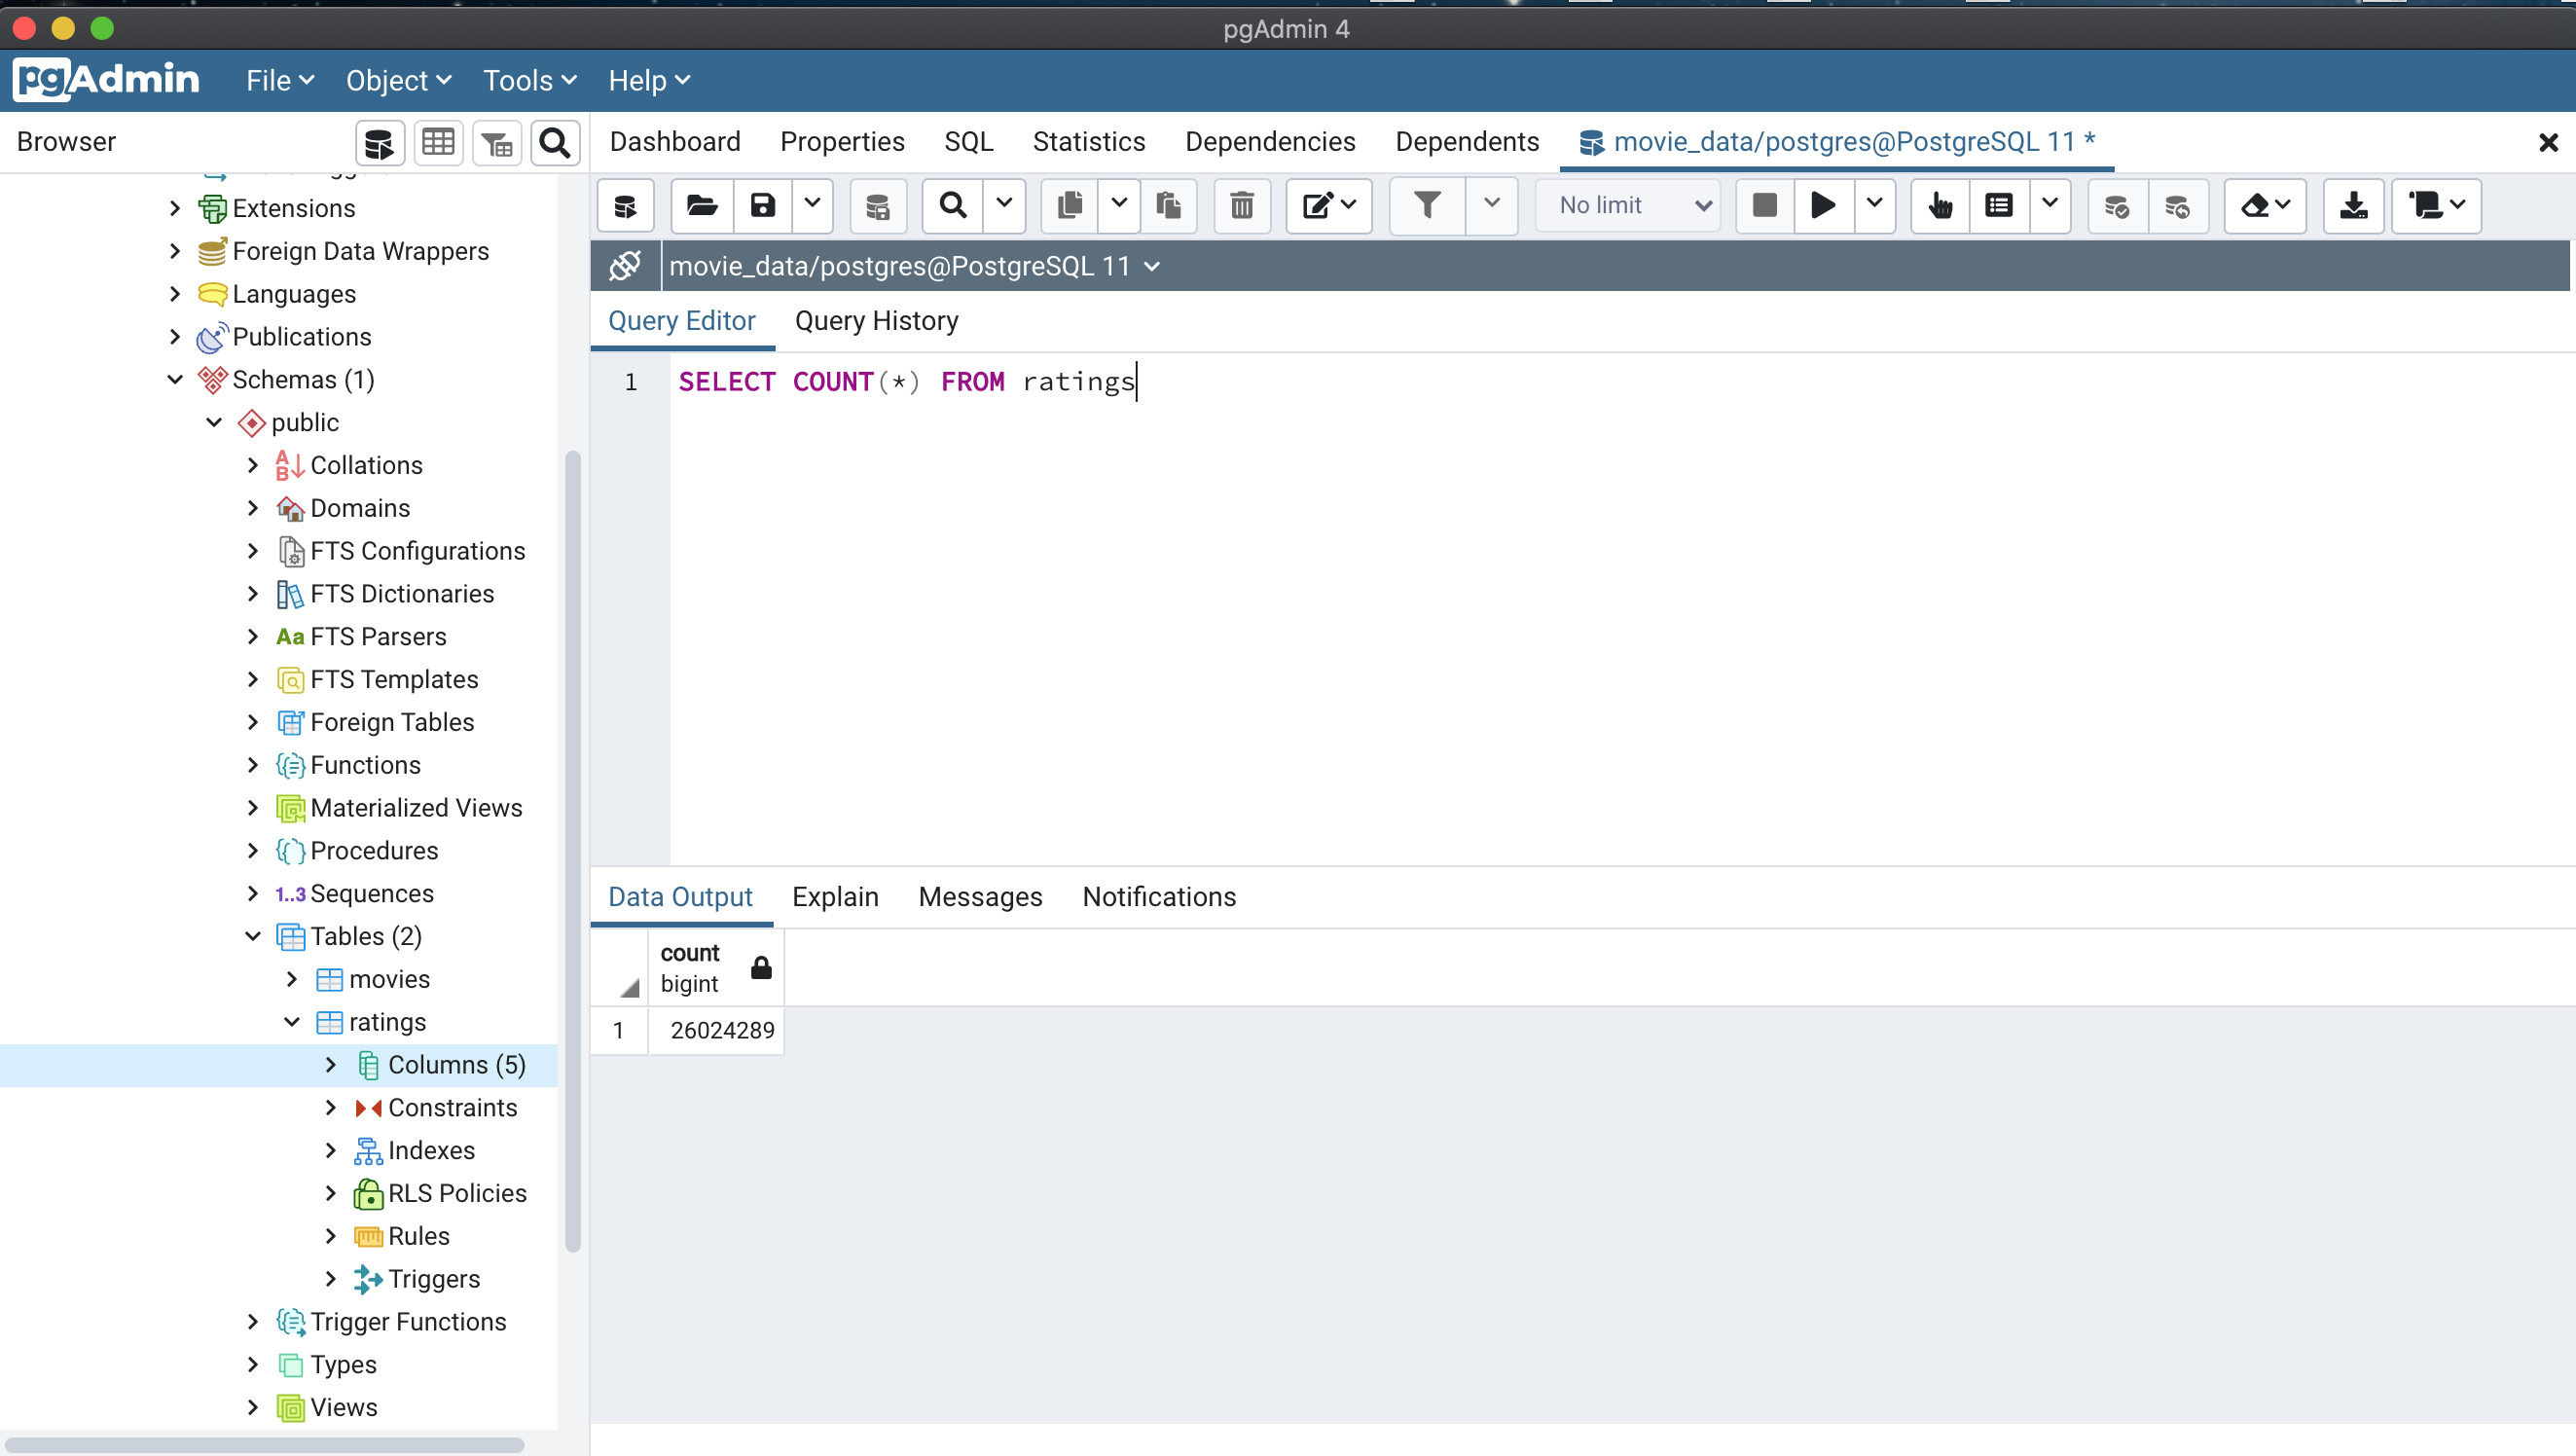 pgAdmin 4
pgAdmin File Object Tools Help
Browser
Dashboard Properties SQL Statistics Dependencies Dependents movie_data/postgres@PostgreSQL 11 *
No limit
movie_data/postgres@PostgreSQL 11
Query Editor Query History
1 SELECT COUNT(*) FROM ratings
Extensions
Foreign Data Wrappers
Languages
Publications
Schemas (1)
public
Collations
Domains
FTS Configurations
FTS Dictionaries
Aa FTS Parsers
FTS Templates
Foreign Tables
Functions
Materialized Views
Procedures
1..3 Sequences
Tables (2)
movies
ratings
Columns (5)
Constraints
Indexes
RLS Policies
Rules
Triggers
Trigger Functions
Types
Views
Data Output Explain Messages Notifications
count
bigint
1 26024289